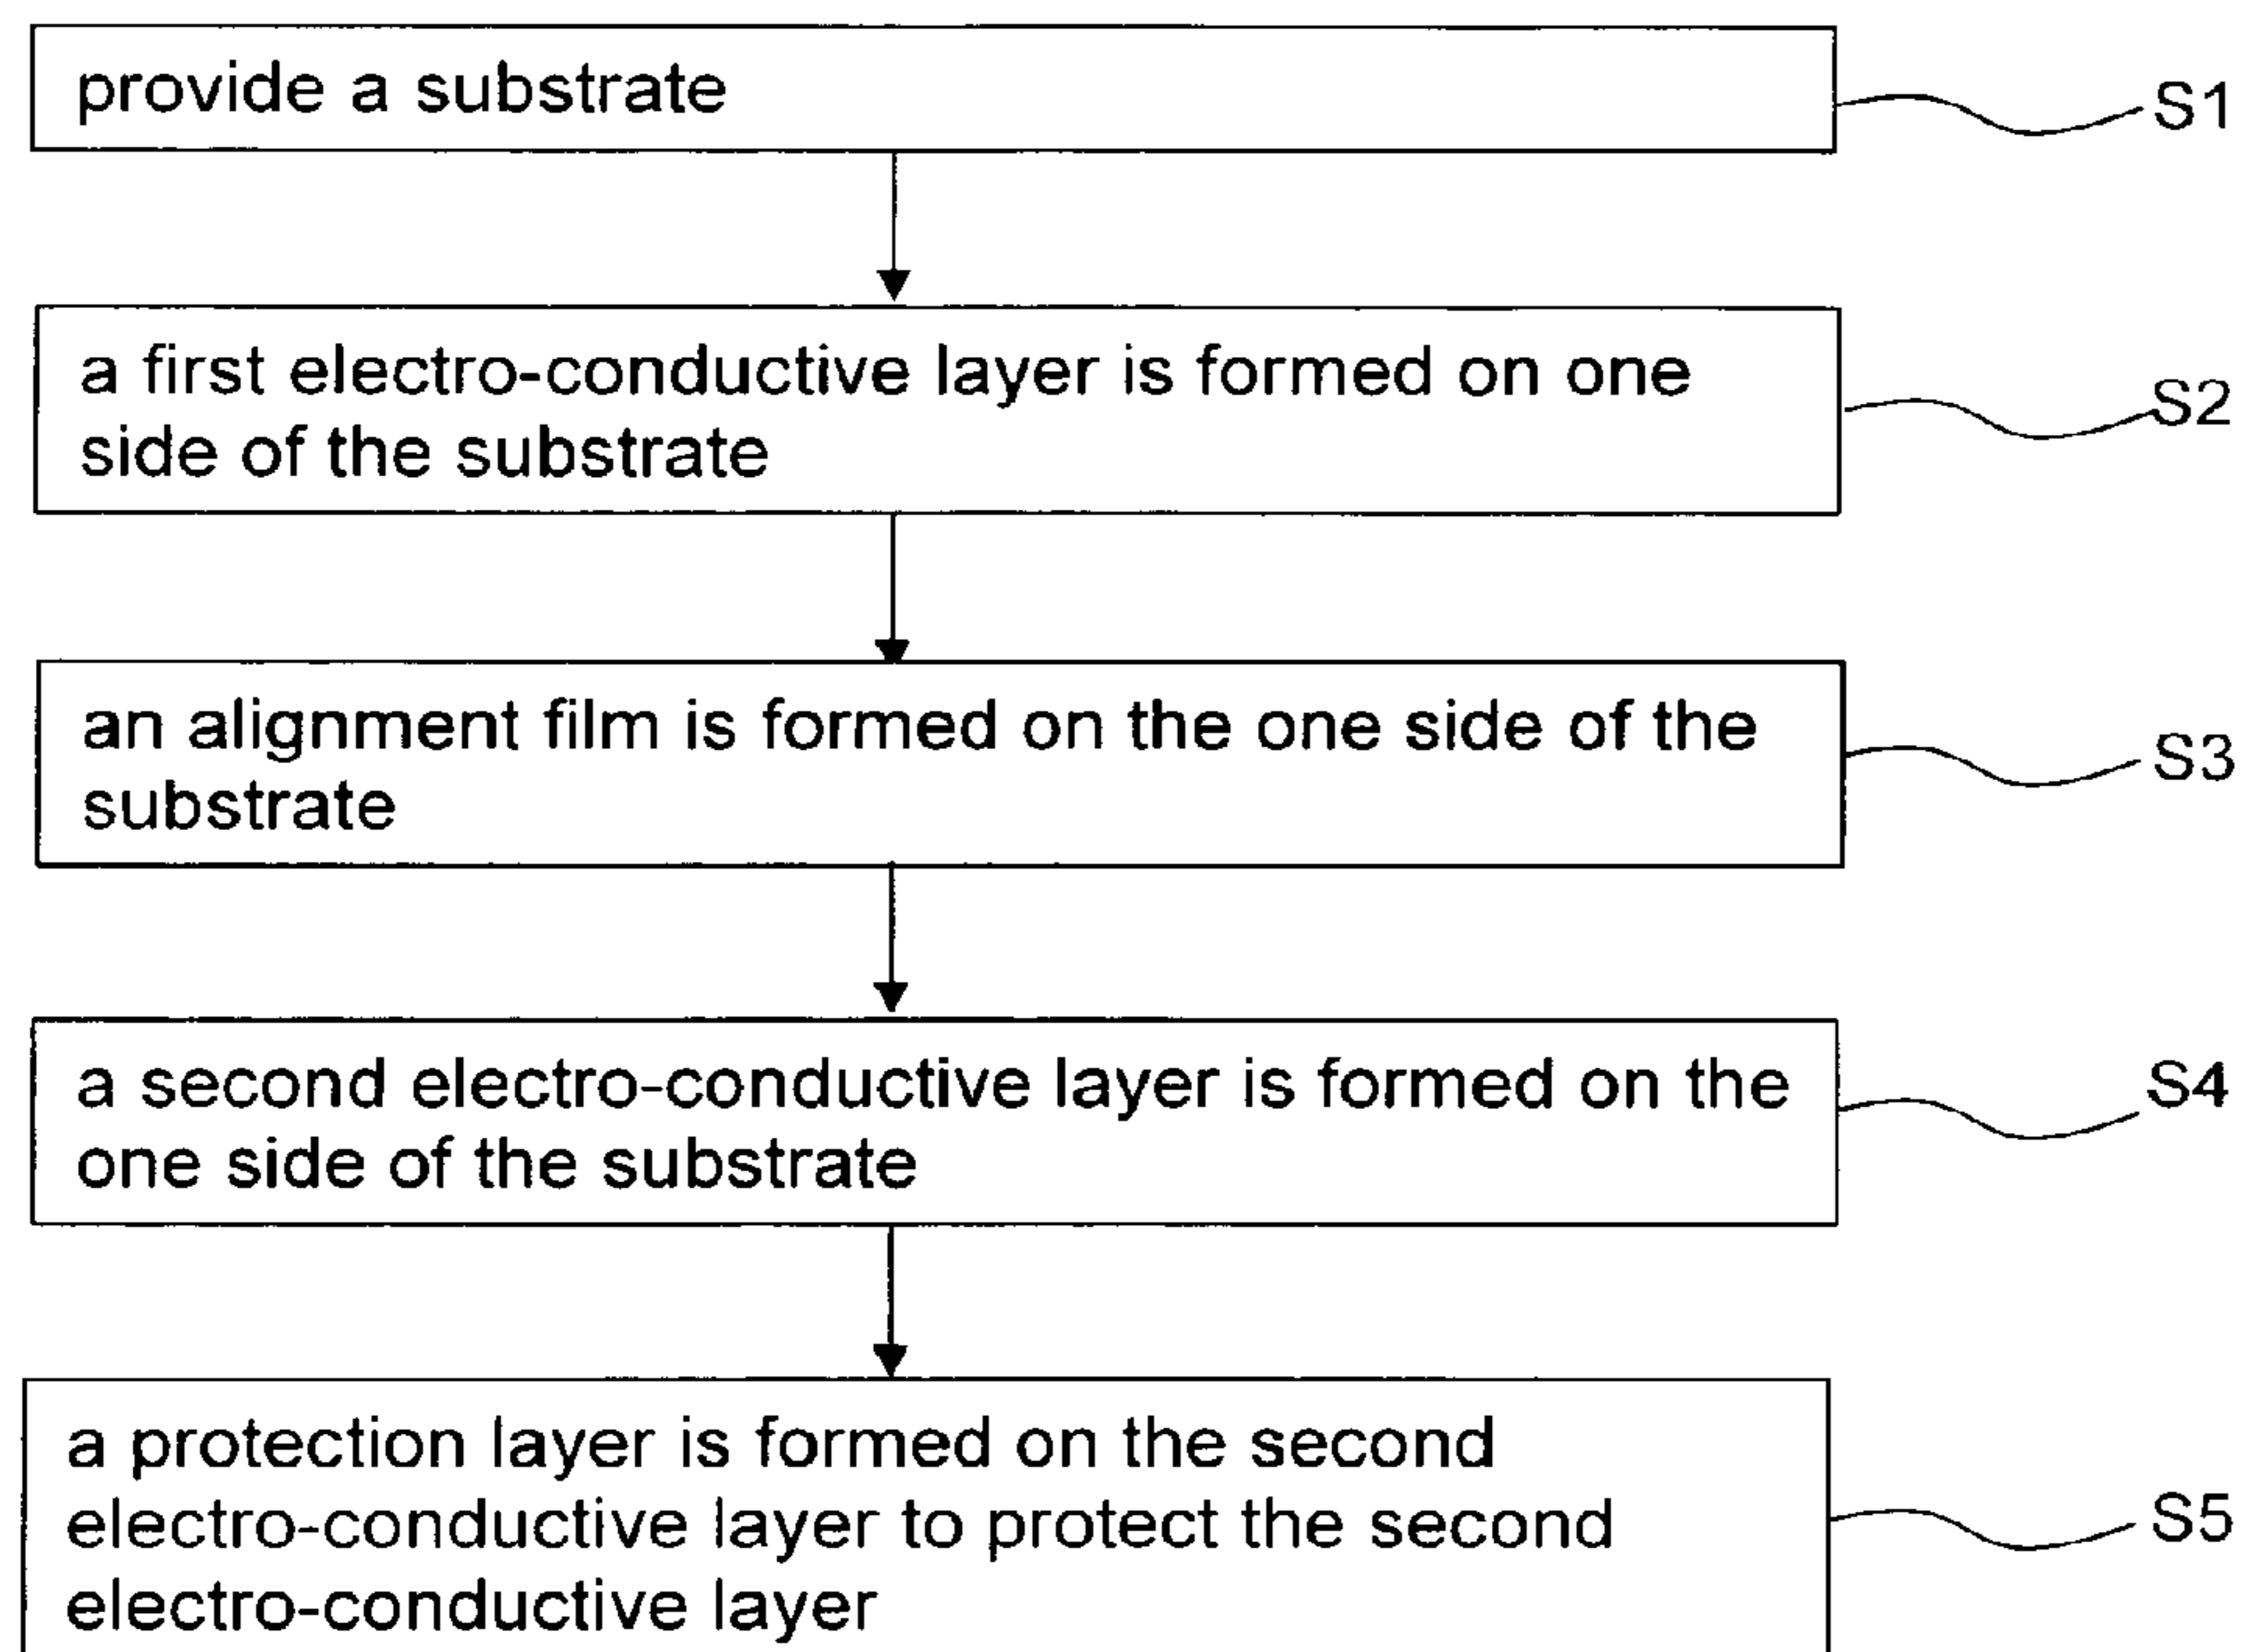 provide a substrate
S1
a first electro-conductive layer is formed on one
side of the substrate
S2
an alignment film is formed on the one side of the
substrate
S3
a second electro-conductive layer is formed on the
one side of the substrate
S4
a protection layer is formed on the second
electro-conductive layer to protect the second
electro-conductive layer
S5